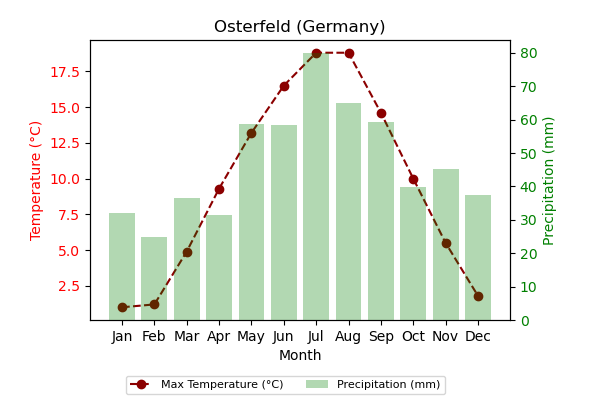 Osterfeld (Germany)
17.5
15.0
12.5
10.0
7.5
5.0
2.5
Temperature (°C)
80
70
60
50
40
30
20
10
0
Precipitation (mm)
Jan Feb Mar Apr May Jun Jul Aug Sep Oct Nov Dec
Month
Max Temperature (°C) Precipitation (mm)